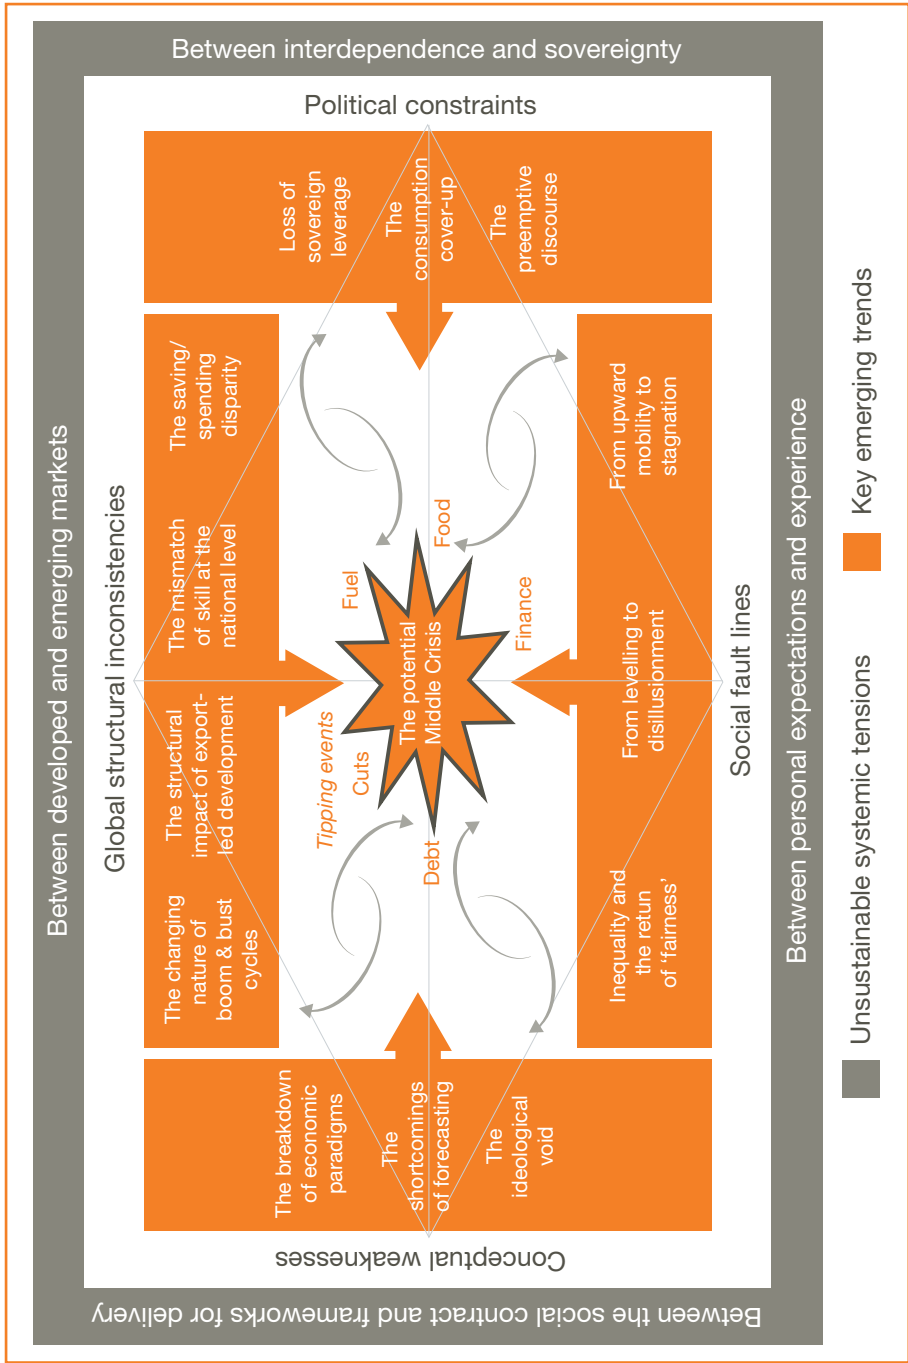 Between developed and emerging markets
Global structural inconsistencies
The changing
nature of
boom & bust
cycles
The structural
impact of export-
led development
The mismatch
of skill at the
national level
The saving/
spending
disparity
Between the social contract and frameworks for delivery
Conceptual weaknesses
The breakdown
of economic
paradigms
The
shortcomings
of forecasting
The
ideological
void
Tipping events
Cuts
Fuel
Debt
The potential
Middle Crisis
Food
Finance
Loss of
sovereign
leverage
The
consumption
cover-up
The
preemptive
discourse
Political constraints
Between interdependence and sovereignty
Inequality and
the retun
of ‘fairness’
From levelling to
disillusionment
From upward
mobility to
stagnation
Social fault lines
Between personal expectations and experience
Unsustainable systemic tensions
Key emerging trends